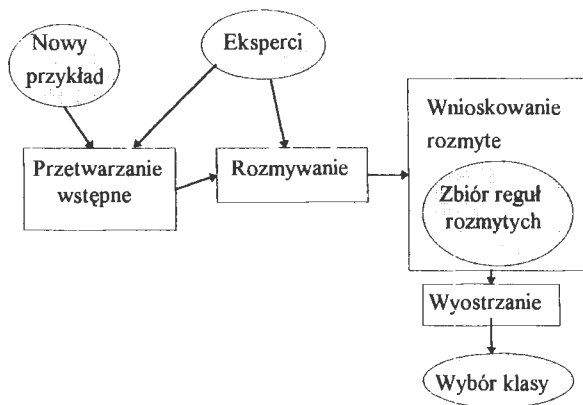 Nowy
przykład
Eksperci
Przetwarzanie
wstępne
Rozmywanie
Wnioskowanie
rozmyte
Zbiór reguł
rozmytych
Wyostrzanie
Wybór klasy